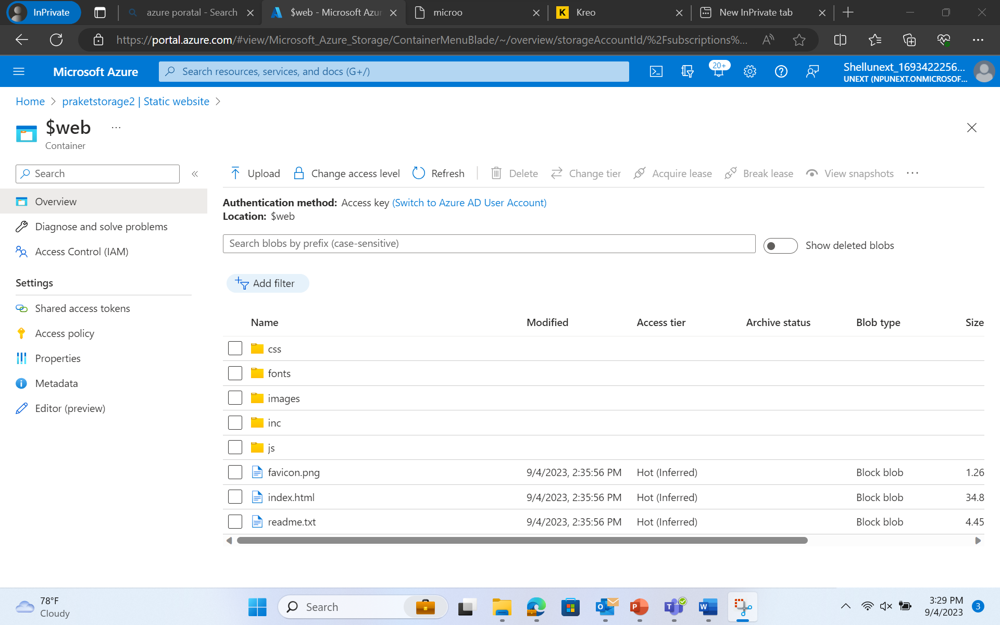 InPrivate
azure poratal - Search
$web - Microsoft Azur
microo
K Kreo
New InPrivate tab
https://portal.azure.com/#view/Microsoft_Azure_Storage/ContainerMenuBlade/~/overview/storageAccountId/%2Fsubscriptions%...
Microsoft Azure
Search resources, services, and docs (G+/)
20+
Shellunext_1693422256...
UNEXT (NPUNEXT.ONMICROSOF...
Home > praketstorage2 | Static website >
$web ...
Container
Search
Upload Change access level Refresh Delete Change tier Acquire lease Break lease View snapshots ...
Overview
Diagnose and solve problems
Access Control (IAM)
Settings
Shared access tokens
Access policy
Properties
Metadata
Editor (preview)
Authentication method: Access key (Switch to Azure AD User Account)
Location: $web
Search blobs by prefix (case-sensitive)
Show deleted blobs
Add filter
Name Modified Access tier Archive status Blob type Size
css
fonts
images
inc
js
favicon.png 9/4/2023, 2:35:56 PM Hot (Inferred) Block blob 1.26
index.html 9/4/2023, 2:35:56 PM Hot (Inferred) Block blob 34.8
readme.txt 9/4/2023, 2:35:56 PM Hot (Inferred) Block blob 4.45
78°F
Cloudy
Search
3:29 PM
9/4/2023
3